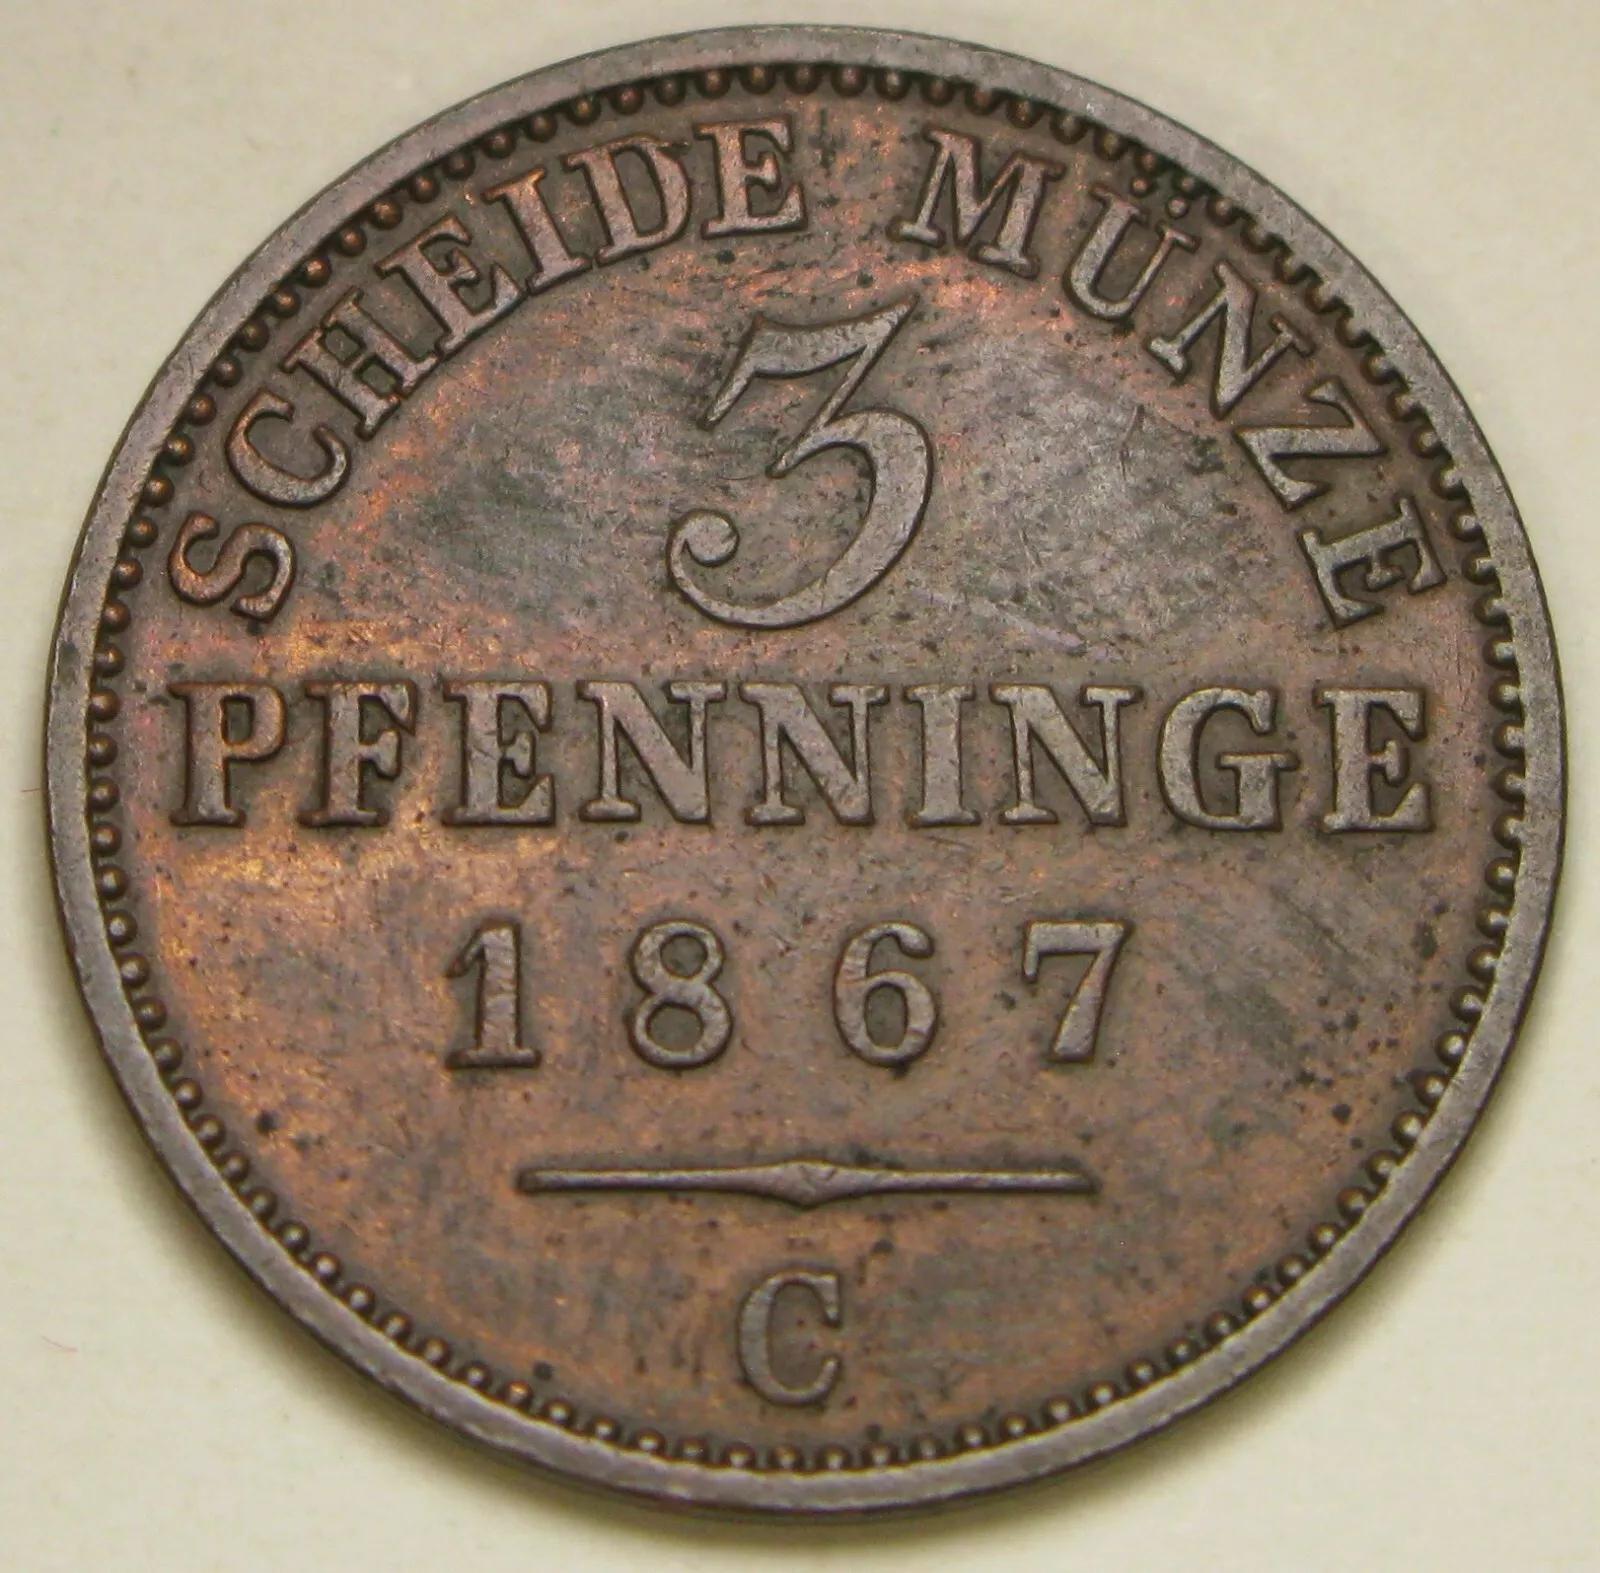 SCHEIDE MÜNZE
3
PFENNINGE
1867
C